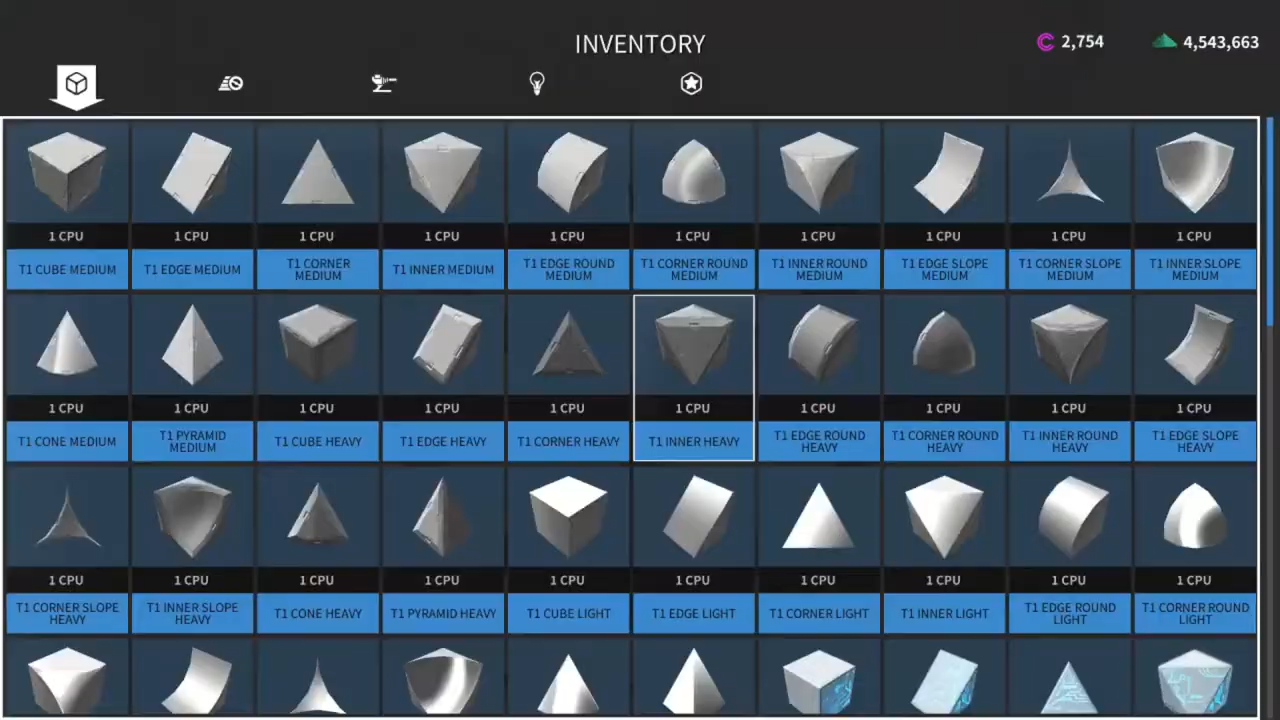 INVENTORY
2,754
4,543,663
1 CPU
1 CPU
1 CPU
1 CPU
1 CPU
1 CPU
1 CPU
1 CPU
1 CPU
1 CPU
T1 CUBE MEDIUM
T1 EDGE MEDIUM
T1 CORNER
MEDIUM
T1 INNER MEDIUM
T1 EDGE ROUND
MEDIUM
T1 CORNER ROUND
MEDIUM
T1 INNER ROUND
MEDIUM
T1 EDGE SLOPE
MEDIUM
T1 CORNER SLOPE
MEDIUM
T1 INNER SLOPE
MEDIUM
1 CPU
1 CPU
1 CPU
1 CPU
1 CPU
1 CPU
1 CPU
1 CPU
1 CPU
1 CPU
T1 CONE MEDIUM
T1 PYRAMID
MEDIUM
T1 CUBE HEAVY
T1 EDGE HEAVY
T1 CORNER HEAVY
T1 INNER HEAVY
T1 EDGE ROUND
HEAVY
T1 CORNER ROUND
HEAVY
T1 INNER ROUND
HEAVY
T1 EDGE SLOPE
HEAVY
1 CPU
1 CPU
1 CPU
1 CPU
1 CPU
1 CPU
1 CPU
1 CPU
1 CPU
1 CPU
T1 CORNER SLOPE
HEAVY
T1 INNER SLOPE
HEAVY
T1 CONE HEAVY
T1 PYRAMID HEAVY
T1 CUBE LIGHT
T1 EDGE LIGHT
T1 CORNER LIGHT
T1 INNER LIGHT
T1 EDGE ROUND
LIGHT
T1 CORNER ROUND
LIGHT